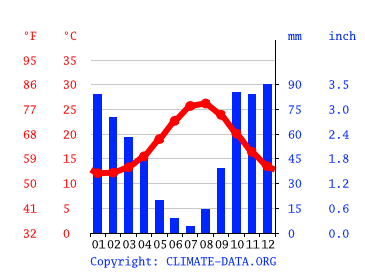 °F °C mm inch
95 35
86 30 90 3.5
77 25 75 3.0
68 20 60 2.4
59 15 45 1.8
50 10 30 1.2
41 5 15 0.6
32 0 0 0.0
01 02 03 04 05 06 07 08 09 10 11 12
Copyright: CLIMATE-DATA.ORG